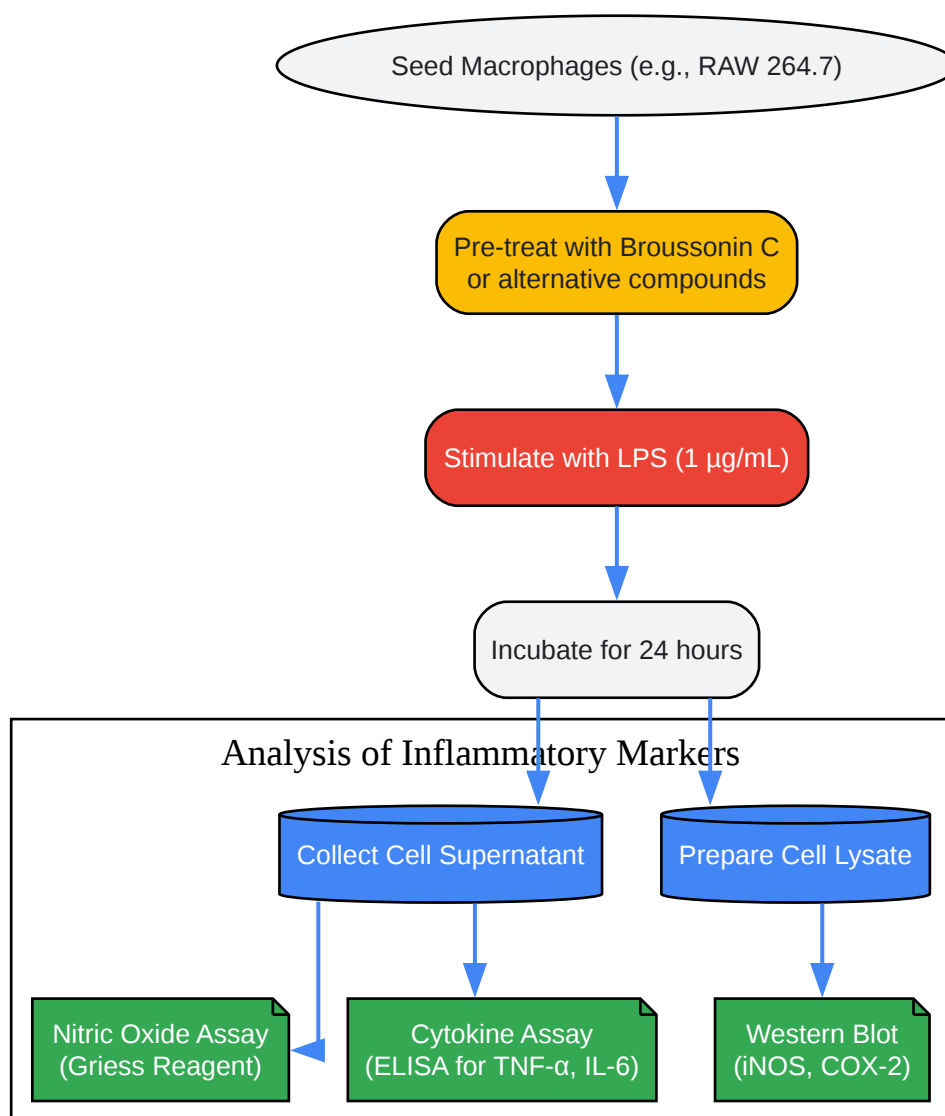 Seed Macrophages (e.g., RAW 264.7)
Pre-treat with Broussonin C
or alternative compounds
Stimulate with LPS (1 µg/mL)
Incubate for 24 hours
Analysis of Inflammatory Markers
Collect Cell Supernatant
Prepare Cell Lysate
Nitric Oxide Assay
(Griess Reagent)
Cytokine Assay
(ELISA for TNF-α, IL-6)
Western Blot
(iNOS, COX-2)